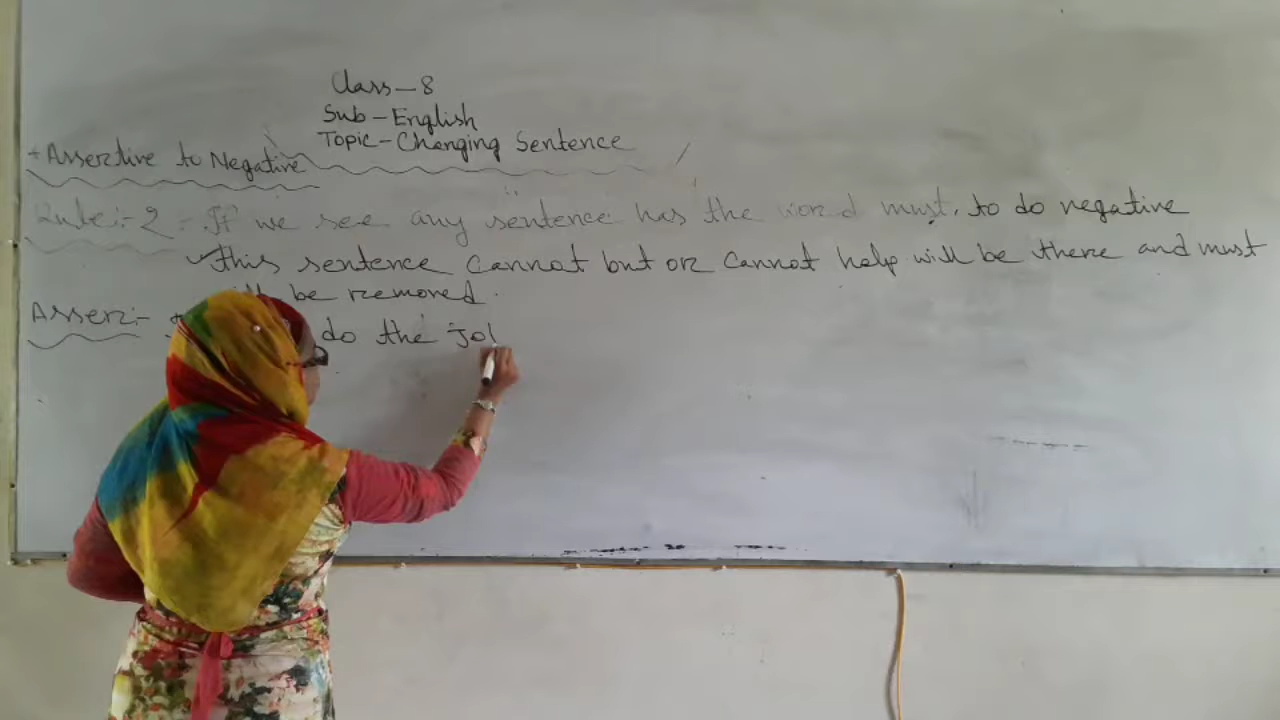 Class - 8
Sub - English
Topic - Changing Sentence
+ Assertive to Negative
Rule:- 2 - If we see any sentence has the word must, to do negative
this sentence cannot but or cannot help will be there and must
be removed.
Asser:- do the